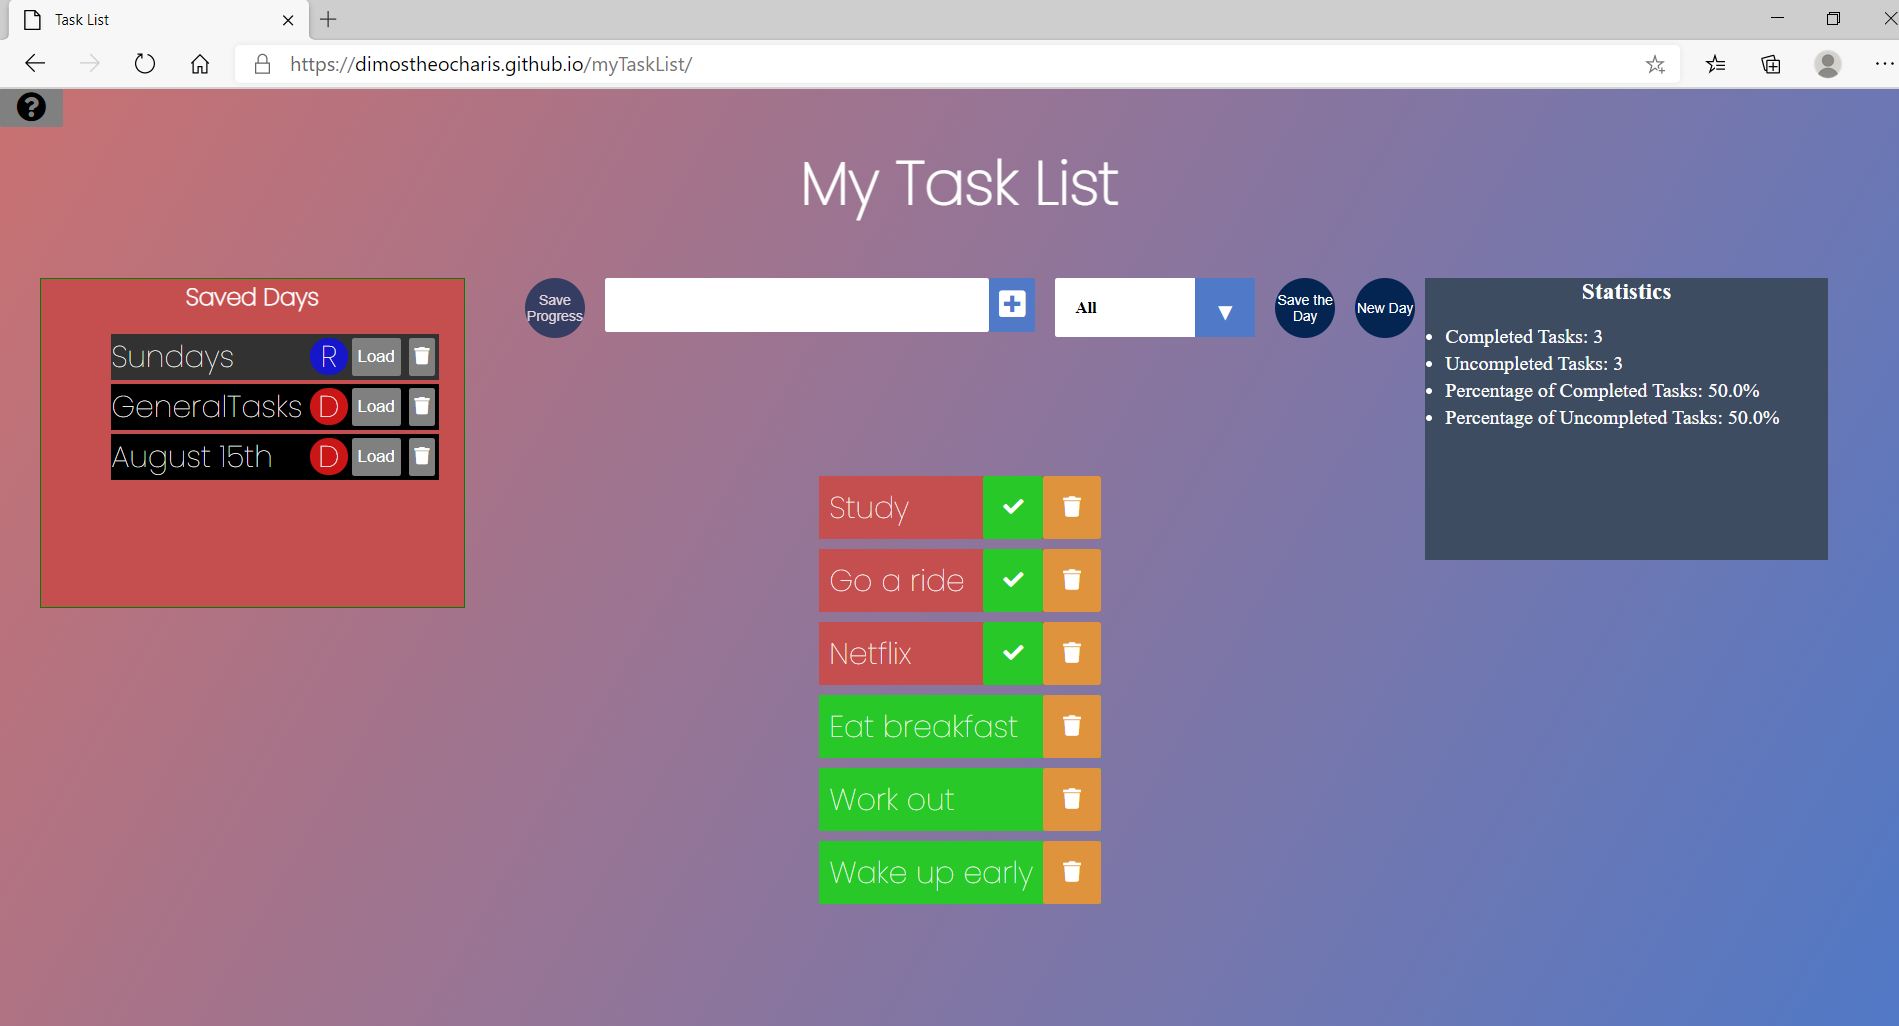 Task List
https://dimostheocharis.github.io/myTaskList/
My Task List
Saved Days
Sundays R Load
GeneralTasks D Load
August 15th D Load
Save
Progress
All
▼
Save the
Day
New Day
Statistics
Completed Tasks: 3
Uncompleted Tasks: 3
Percentage of Completed Tasks: 50.0%
Percentage of Uncompleted Tasks: 50.0%
Study
Go a ride
Netflix
Eat breakfast
Work out
Wake up early